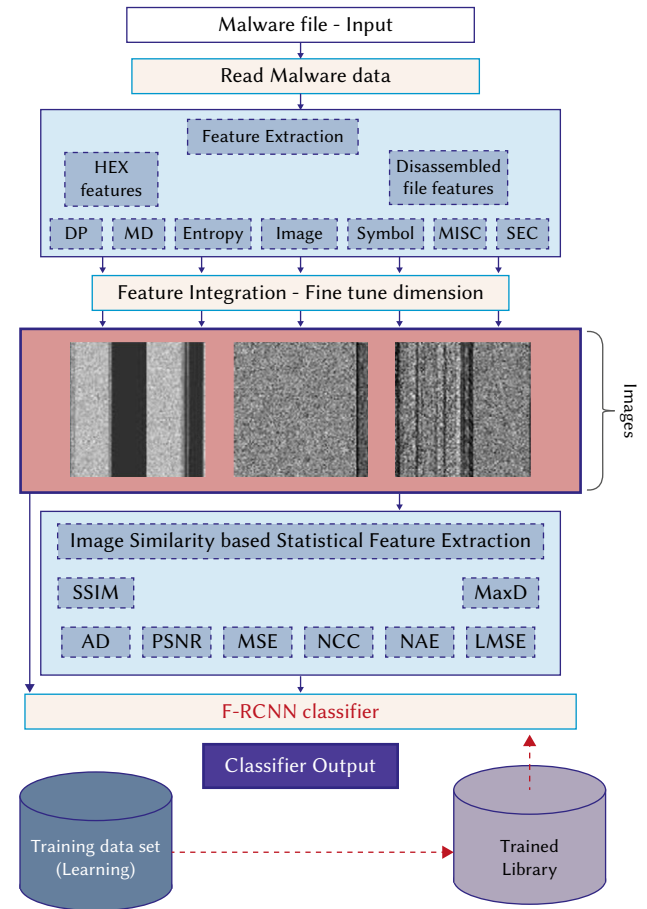 Malware file - Input
Read Malware data
Feature Extraction
HEX
features
Disassembled
file features
DP MD Entropy Image Symbol MISC SEC
Feature Integration - Fine tune dimension
Images
Image Similarity based Statistical Feature Extraction
SSIM MaxD
AD PSNR MSE NCC NAE LMSE
F-RCNN classifier
Classifier Output
Training data set
(Learning)
Trained
Library